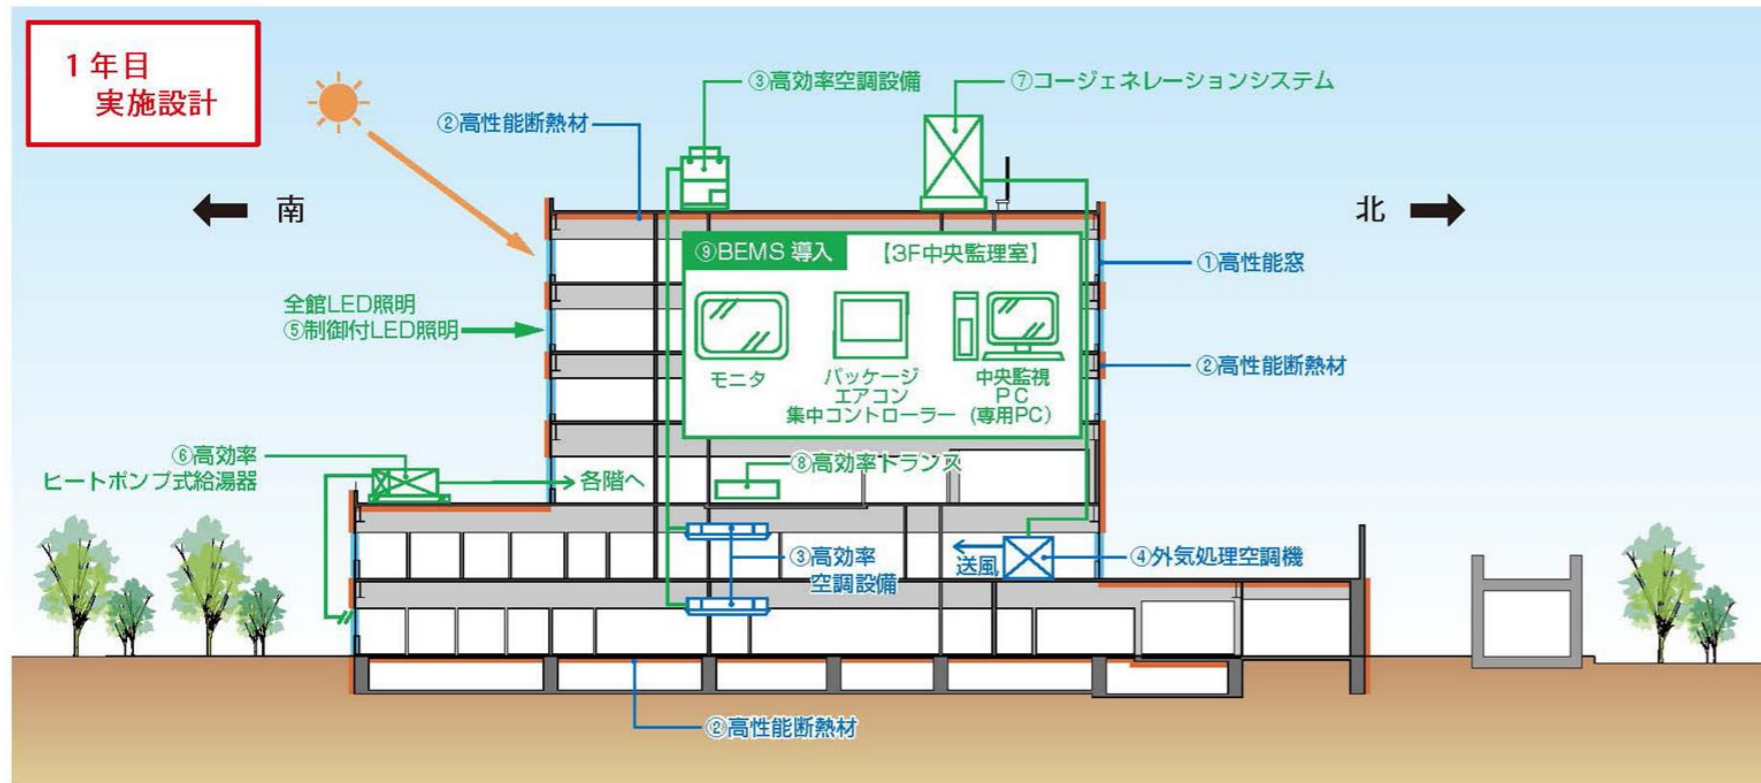 1年目
実施設計
③高効率空調設備
⑦コージェネレーションシステム
②高性能断熱材
南
北
⑨BEMS 導入
【3F中央監理室】
①高性能窓
全館LED照明
⑤制御付LED照明
モニタ
パッケージ
エアコン
集中コントローラー
中央監視
PC
(専用PC)
②高性能断熱材
⑥高効率
ヒートポンプ式給湯器
各階へ
⑧高効率トランス
③高効率
空調設備
送風
④外気処理空調機
②高性能断熱材